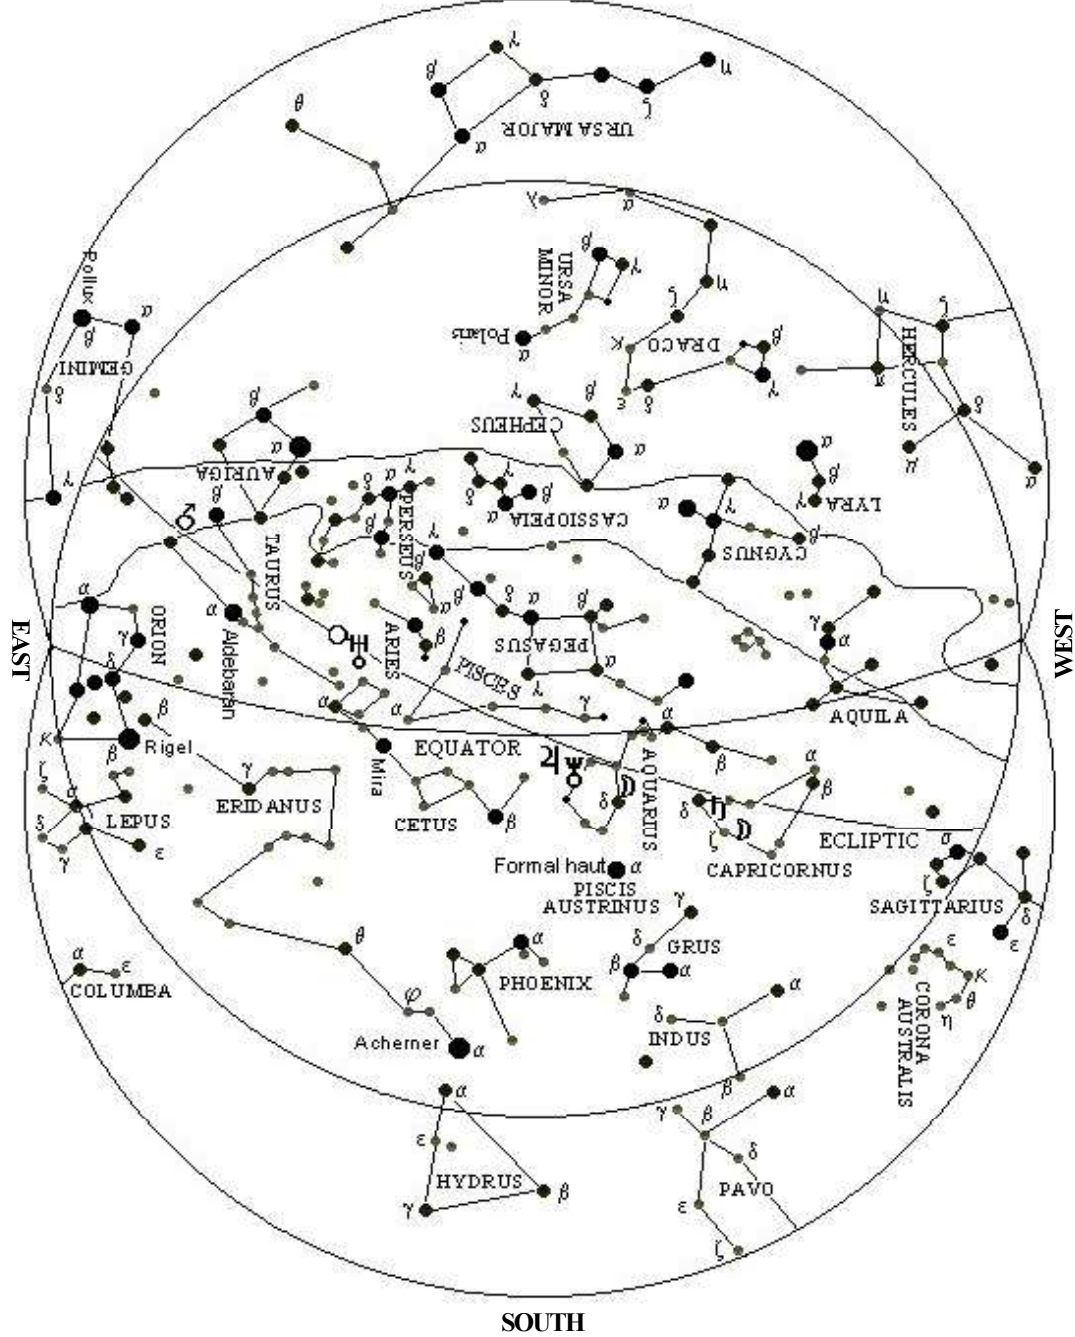 γ
β
η
δ
ζ
θ
URSA MAJOR
α
λ
α
Pollux
β
URSA
MINOR
γ
η
ζ
η
ζ
α
Polaris
α
κ
DRACO
β
HERCULES
β
GEMINI
δ
γ
ε
δ
π
β
γ
β
δ
CEPHEUS
α
α
α
μ
AURIGA
γ
β
δ
α
γ
γ
δ
β
α
γ
LYRA
β
PERSEUS
CASSIOPEIA
α
γ
♂
β
CYGNUS
β
TAURUS
γ
β
α
ORION
α
β
δ
α
β
γ
α
γ
Aldebaran
ARIES
β
PEGASUS
α
EAST
WEST
δ
PISCES
α
γ
α
α
γ
α
AQUILA
β
κ
β
Rigel
EQUATOR
Mira
β
α
♃
♆
AQUARIUS
ζ
γ
δ
δ
♄
β
α
LEPUS
ERIDANUS
CETUS
β
ζ
ECLIPTIC
δ
γ
ε
CAPRICORNUS
σ
Formal haut
α
PISCIS
AUSTRINUS
ζ
SAGITTARIUS
δ
γ
ε
θ
δ
GRUS
α
ε
α
β
α
ε
COLUMBA
PHOENIX
κ
φ
δ
α
θ
η
CORONA
AUSTRALIS
INDUS
Acherner
α
β
α
γ
β
α
ε
δ
HYDRUS
β
PAVO
γ
ε
ζ
SOUTH